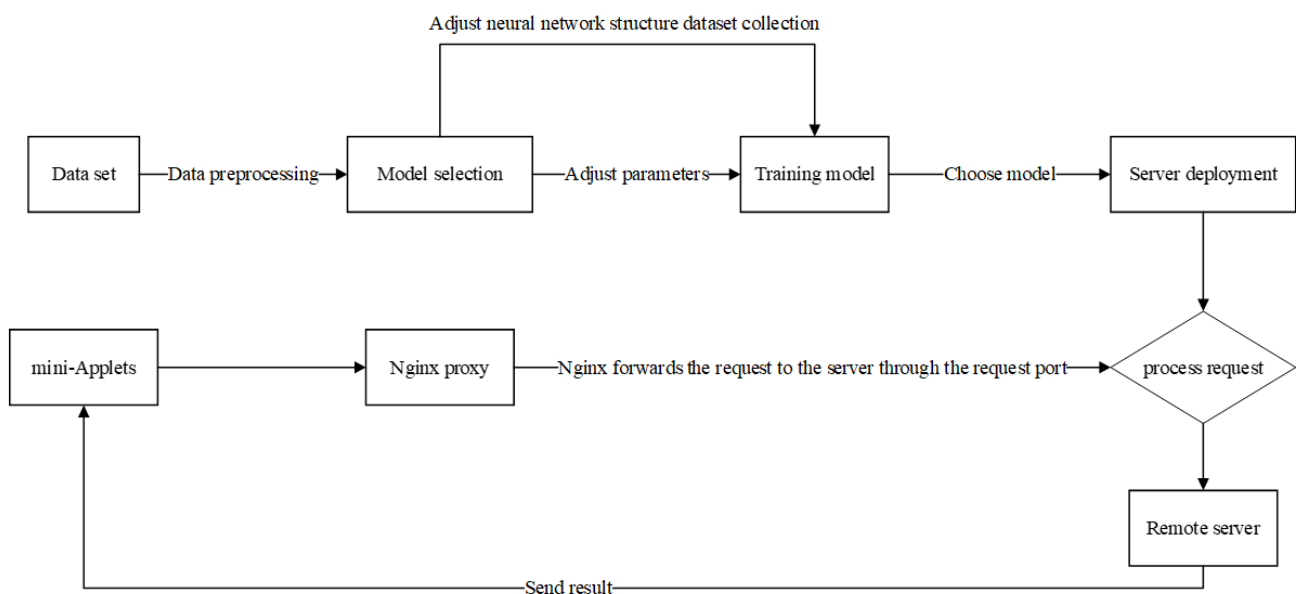 Adjust neural network structure dataset collection
Data set
Data preprocessing
Model selection
Adjust parameters
Training model
Choose model
Server deployment
mini-Applets
Nginx proxy
Nginx forwards the request to the server through the request port
process request
Remote server
Send result